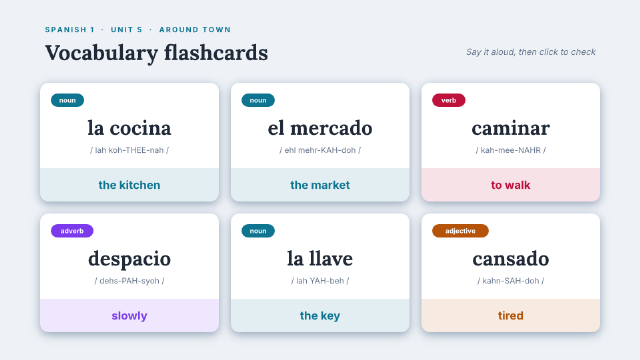 SPANISH 1 · UNIT 5 · AROUND TOWN
Vocabulary flashcards
Say it aloud, then click to check
noun
la cocina
/ lah koh-THEE-nah /
the kitchen
noun
el mercado
/ ehl mehr-KAH-doh /
the market
verb
caminar
/ kah-mee-NAHR /
to walk
adverb
despacio
/ dehs-PAH-syoh /
slowly
noun
la llave
/ lah YAH-beh /
the key
adjective
cansado
/ kahn-SAH-doh /
tired